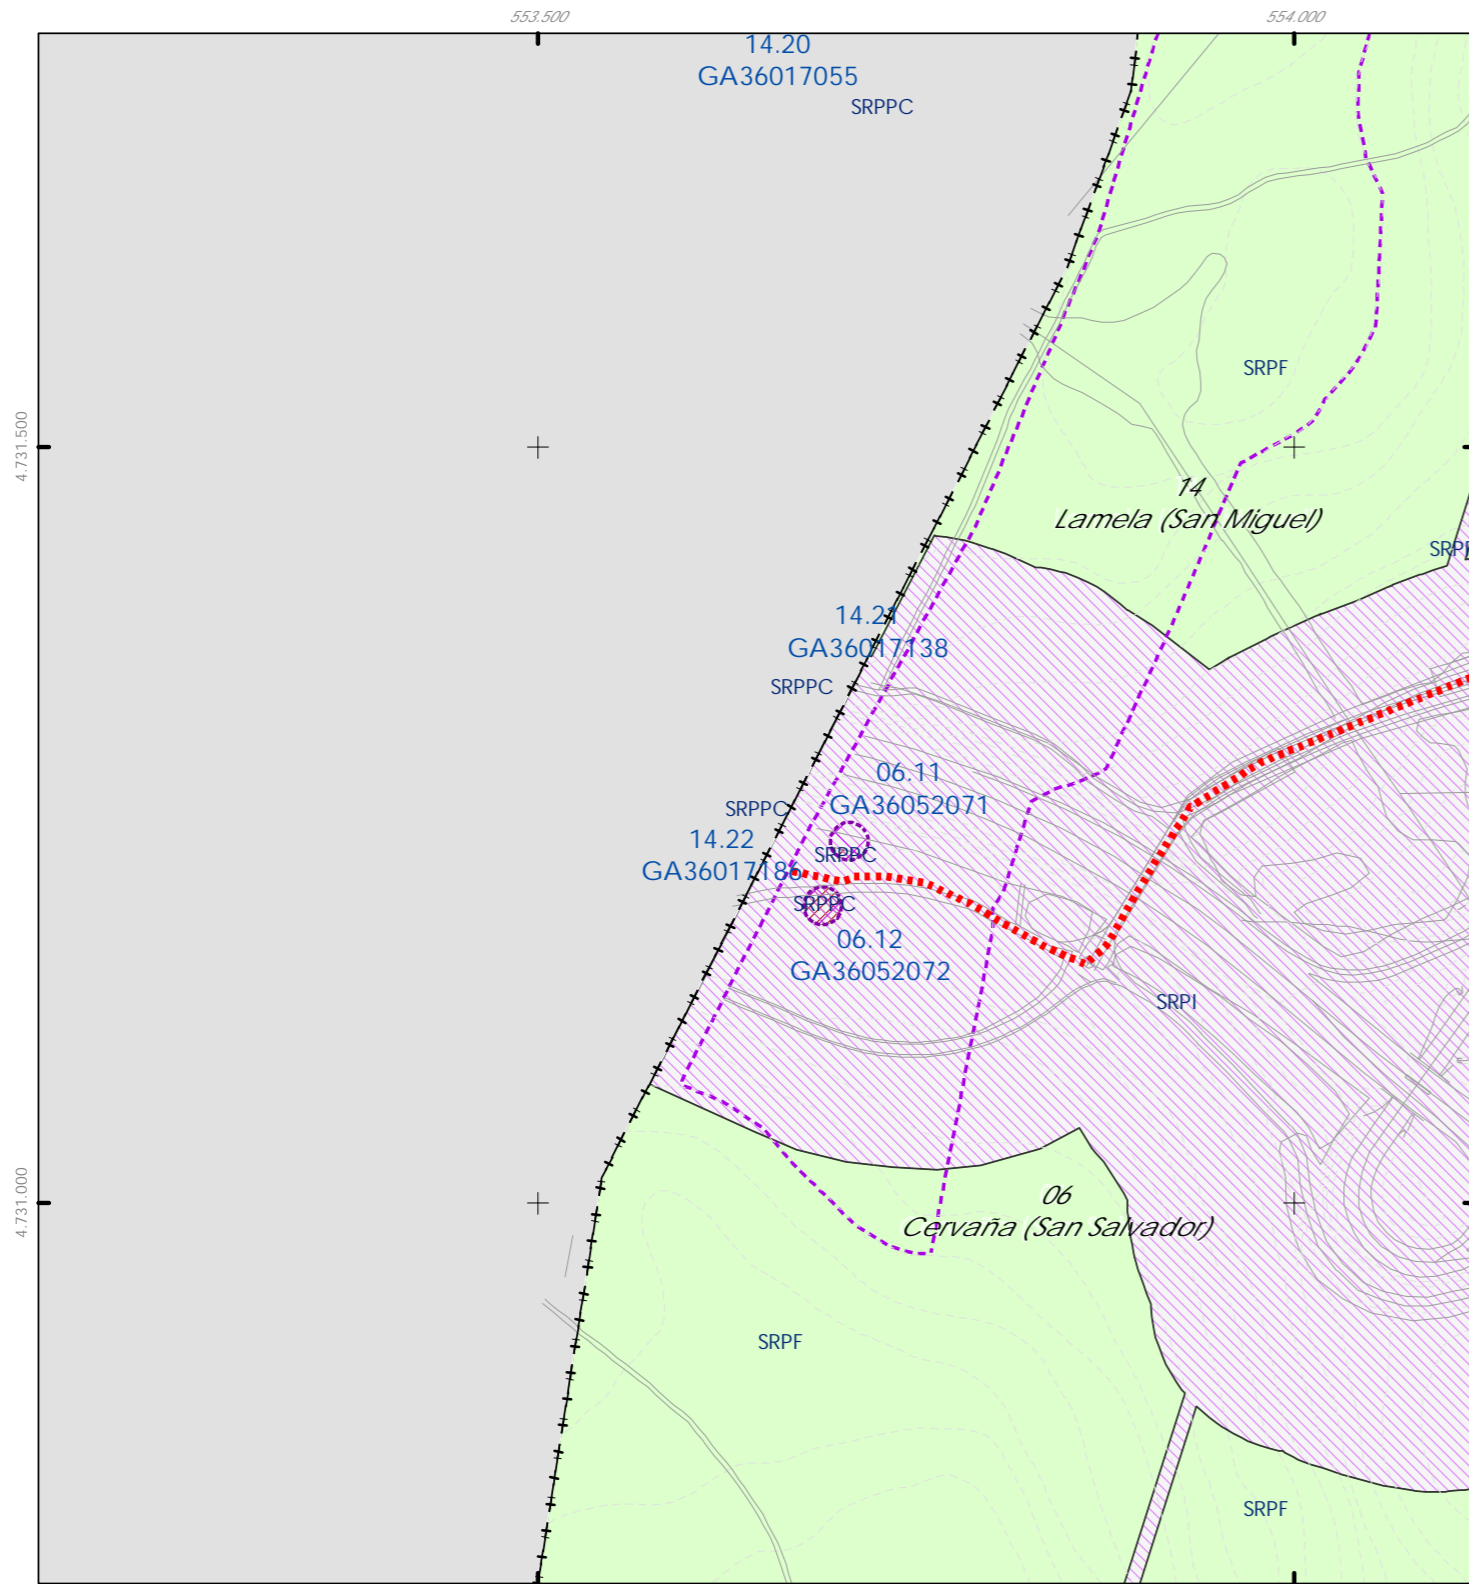 553.500
554.000
14.20
GA36017055
SRPPC
SRPF
4.731.500
14
Lamela (San Miguel)
SRPF
14.21
GA36017138
SRPPC
06.11
GA36052071
SRPPC
14.22
GA36017186
SRPPC
SRPPC
06.12
GA36052072
SRPI
4.731.000
06
Cervaña (San Salvador)
SRPF
SRPF